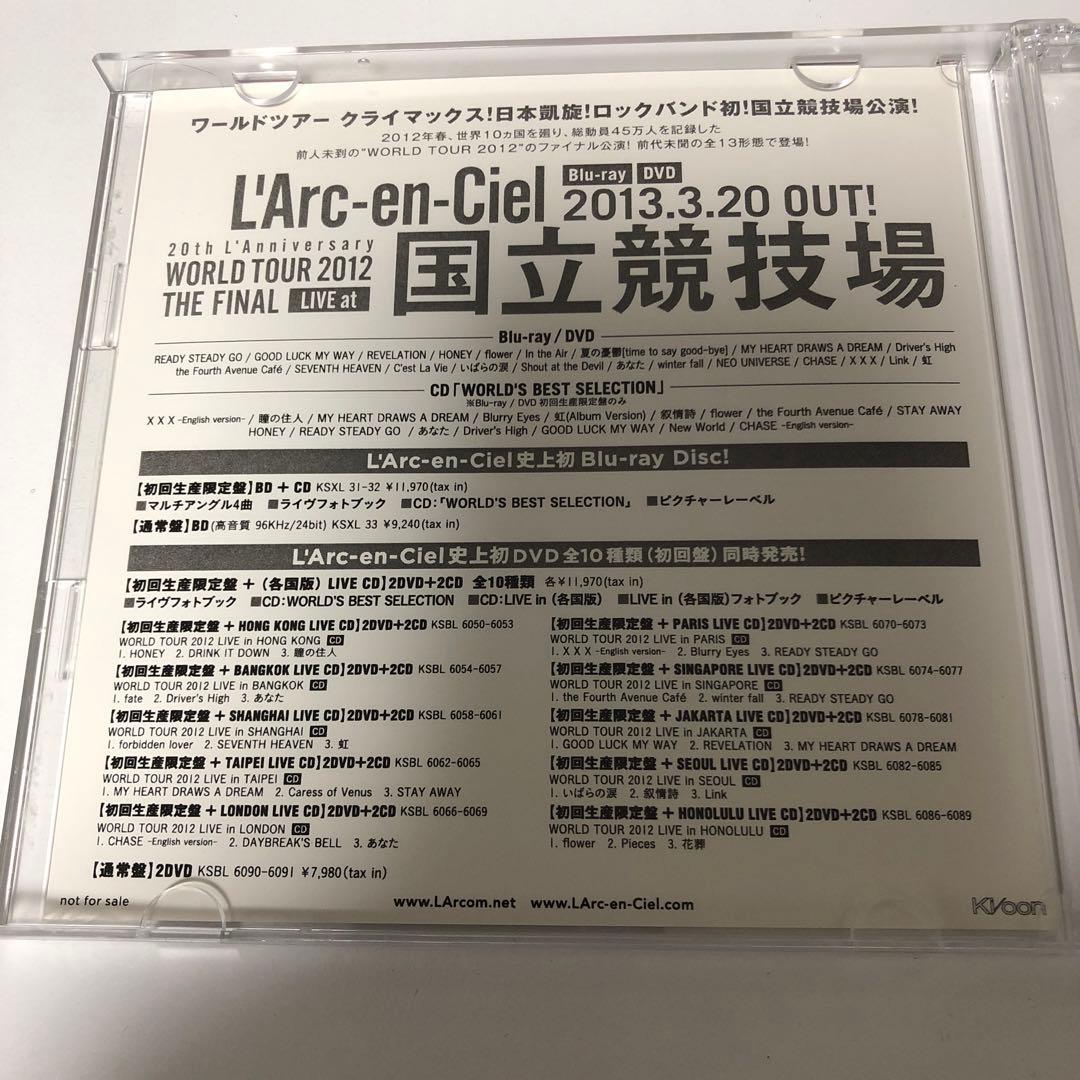 ワールドツアー クライマックス!日本凱旋!ロックバンド初!国立競技場公演!
2012年春、世界10ヵ国を廻り、総動員45万人を記録した
前人未到の"WORLD TOUR 2012"のファイナル公演! 前代未聞の全13形態で登場!
L'Arc-en-Ciel Blu-ray DVD 2013.3.20 OUT!
20th L'Anniversary
WORLD TOUR 2012
THE FINAL LIVE at 国立競技場
Blu-ray / DVD
READY STEADY GO / GOOD LUCK MY WAY / REVELATION / HONEY / flower / In the Air / 夏の憂鬱[time to say good-bye] / MY HEART DRAWS A DREAM / Driver's High
the Fourth Avenue Café / SEVENTH HEAVEN / C'est La Vie / いばらの涙 / Shout at the Devil / あなた / winter fall / NEO UNIVERSE / CHASE / X X X / Link / 虹
CD「WORLD'S BEST SELECTION」
※Blu-ray / DVD 初回生産限定盤のみ
X X X -English version- / 瞳の住人 / MY HEART DRAWS A DREAM / Blurry Eyes / 虹(Album Version) / 叙情詩 / flower / the Fourth Avenue Café / STAY AWAY
HONEY / READY STEADY GO / あなた / Driver's High / GOOD LUCK MY WAY / New World / CHASE -English version-
L'Arc-en-Ciel史上初 Blu-ray Disc!
【初回生産限定盤】BD + CD KSXL 31-32 ¥11,970(tax in)
■マルチアングル4曲 ■ライヴフォトブック ■CD:「WORLD'S BEST SELECTION」 ■ピクチャーレーベル
【通常盤】BD(高音質 96KHz/24bit) KSXL 33 ¥9,240(tax in)
L'Arc-en-Ciel史上初DVD全10種類(初回盤)同時発売!
【初回生産限定盤 +(各国版) LIVE CD】2DVD+2CD 全10種類 各¥11,970(tax in)
■ライヴフォトブック ■CD:WORLD'S BEST SELECTION ■CD:LIVE in (各国版) ■LIVE in (各国版)フォトブック ■ピクチャーレーベル
【初回生産限定盤 + HONG KONG LIVE CD】2DVD+2CD KSBL 6050-6053
WORLD TOUR 2012 LIVE in HONG KONG CD
1. HONEY 2. DRINK IT DOWN 3. 瞳の住人
【初回生産限定盤 + BANGKOK LIVE CD】2DVD+2CD KSBL 6054-6057
WORLD TOUR 2012 LIVE in BANGKOK CD
1. fate 2. Driver's High 3. あなた
【初回生産限定盤 + SHANGHAI LIVE CD】2DVD+2CD KSBL 6058-6061
WORLD TOUR 2012 LIVE in SHANGHAI CD
1. forbidden lover 2. SEVENTH HEAVEN 3. 虹
【初回生産限定盤 + TAIPEI LIVE CD】2DVD+2CD KSBL 6062-6065
WORLD TOUR 2012 LIVE in TAIPEI CD
1. MY HEART DRAWS A DREAM 2. Caress of Venus 3. STAY AWAY
【初回生産限定盤 + LONDON LIVE CD】2DVD+2CD KSBL 6066-6069
WORLD TOUR 2012 LIVE in LONDON CD
1. CHASE -English version- 2. DAYBREAK'S BELL 3. あなた
【初回生産限定盤 + PARIS LIVE CD】2DVD+2CD KSBL 6070-6073
WORLD TOUR 2012 LIVE in PARIS CD
1. X X X -English version- 2. Blurry Eyes 3. READY STEADY GO
【初回生産限定盤 + SINGAPORE LIVE CD】2DVD+2CD KSBL 6074-6077
WORLD TOUR 2012 LIVE in SINGAPORE CD
1. the Fourth Avenue Café 2. winter fall 3. READY STEADY GO
【初回生産限定盤 + JAKARTA LIVE CD】2DVD+2CD KSBL 6078-6081
WORLD TOUR 2012 LIVE in JAKARTA CD
1. GOOD LUCK MY WAY 2. REVELATION 3. MY HEART DRAWS A DREAM
【初回生産限定盤 + SEOUL LIVE CD】2DVD+2CD KSBL 6082-6085
WORLD TOUR 2012 LIVE in SEOUL CD
1. いばらの涙 2. 叙情詩 3. Link
【初回生産限定盤 + HONOLULU LIVE CD】2DVD+2CD KSBL 6086-6089
WORLD TOUR 2012 LIVE in HONOLULU CD
1. flower 2. Pieces 3. 花葬
【通常盤】2DVD KSBL 6090-6091 ¥7,980(tax in)
not for sale www.LArcom.net www.LArc-en-Ciel.com Ki/oon